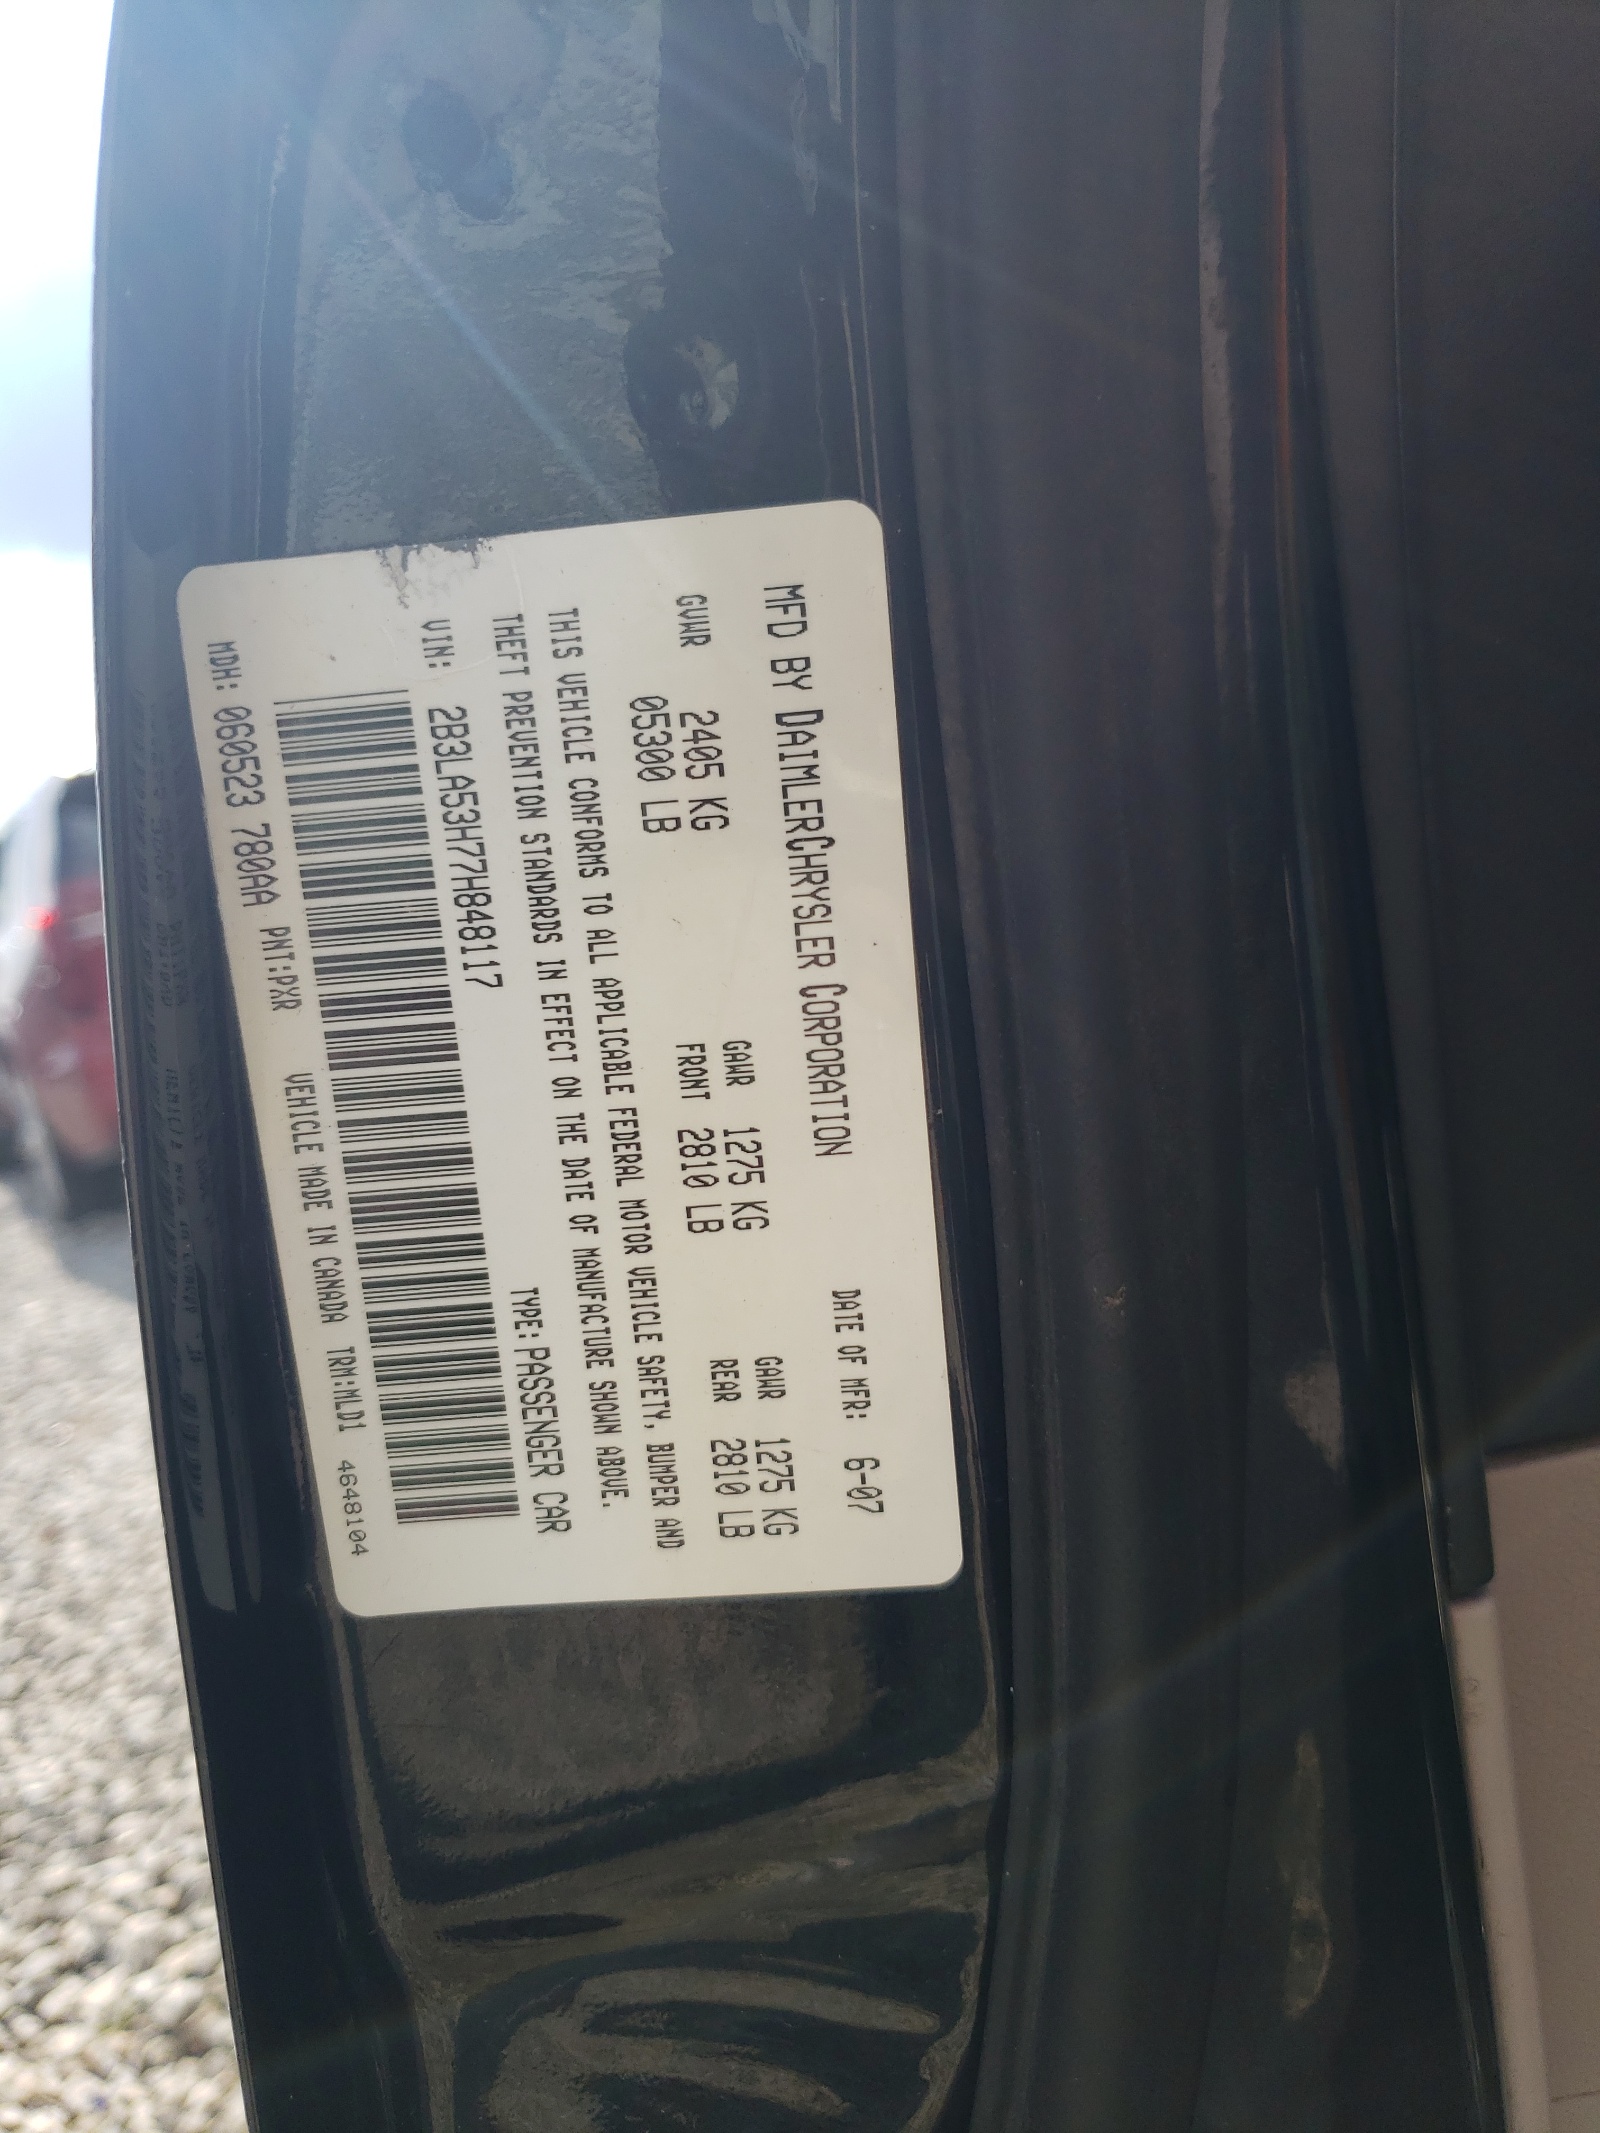 MFD BY DAIMLERCHRYSLER CORPORATION DATE OF MFR: 6-07
GVWR 2405 KG GAWR 1275 KG GAWR 1275 KG
05300 LB FRONT 2810 LB REAR 2810 LB
THIS VEHICLE CONFORMS TO ALL APPLICABLE FEDERAL MOTOR VEHICLE SAFETY, BUMPER AND
THEFT PREVENTION STANDARDS IN EFFECT ON THE DATE OF MANUFACTURE SHOWN ABOVE.
VIN: 2B3LA53H77H848117 TYPE: PASSENGER CAR
MDH: 060523 780AA PNT:PXR VEHICLE MADE IN CANADA TRM:MLD1 4648104